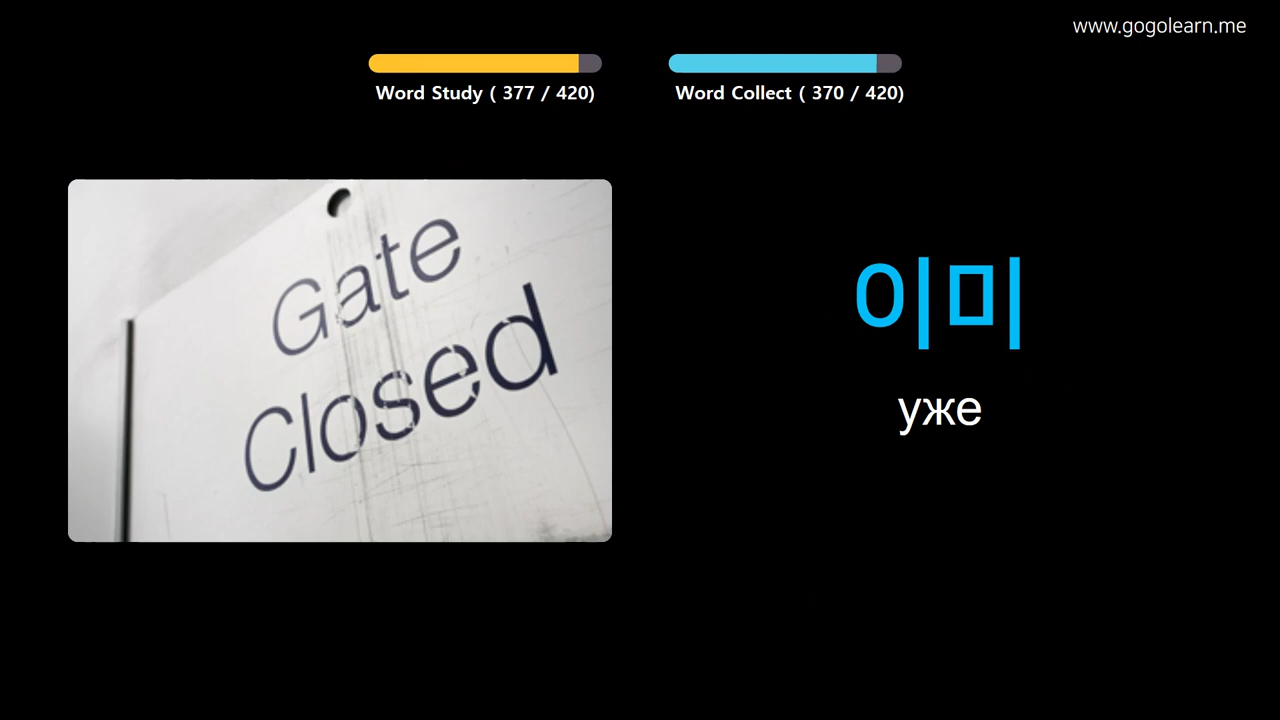 www.gogolearn.me
Word Study ( 377 / 420)
Word Collect ( 370 / 420)
Gate
Closed
이미
уже